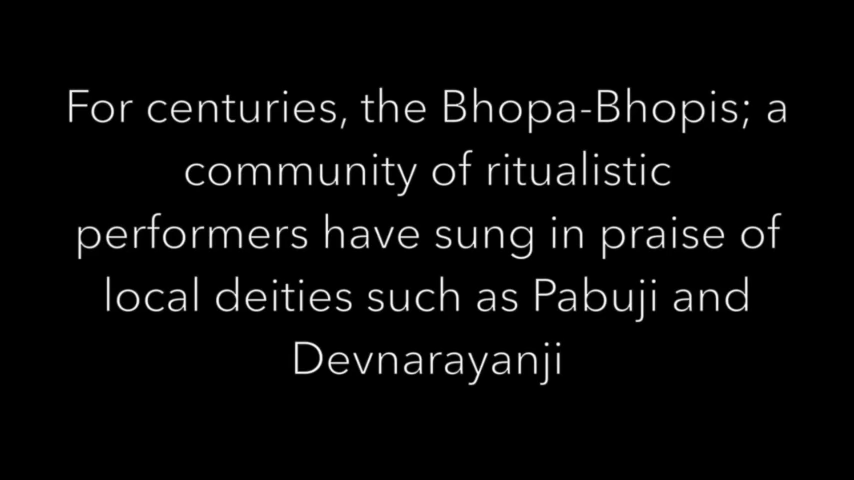 For centuries, the Bhopa-Bhopis; a
community of ritualistic
performers have sung in praise of
local deities such as Pabuji and
Devnarayanji